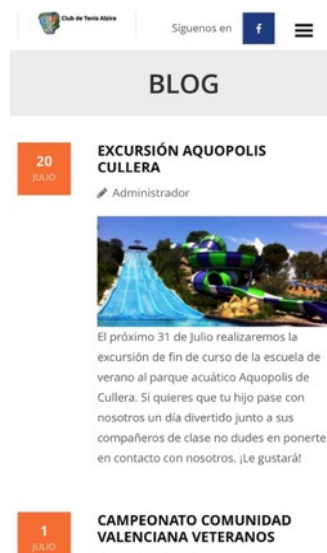 Club de Tenis Alzira
Síguenos en
f
BLOG
20
JULIO
EXCURSIÓN AQUOPOLIS
CULLERA
Administrador
El próximo 31 de Julio realizaremos la
excursión de fin de curso de la escuela de
verano al parque acuático Aquopolis de
Cullera. Si quieres que tu hijo pase con
nosotros un día divertido junto a sus
compañeros de clase no dudes en ponerte
en contacto con nosotros. ¡Le gustará!
1
JULIO
CAMPEONATO COMUNIDAD
VALENCIANA VETERANOS